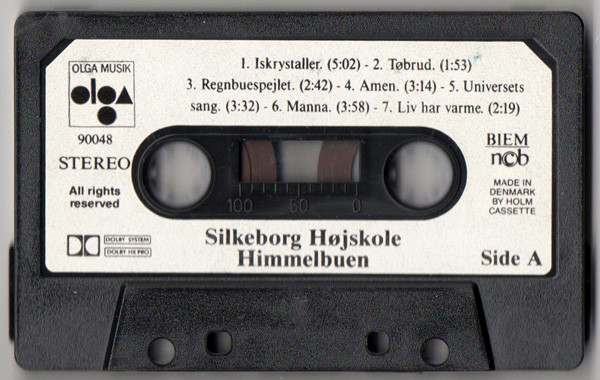 1. Iskrystaller. (5:02) - 2. Tøbrud. (1:53)
3. Regnbuespejlet. (2:42) - 4. Amen. (3:14) - 5. Universets
sang. (3:32) - 6. Manna. (3:58) - 7. Liv har varme. (2:19)
OLGA MUSIK
olga
90048
STEREO
All rights
reserved
DOLBY SYSTEM
DOLBY HX PRO
100 50 0
BIEM
ncb
MADE IN
DENMARK
BY HOLM
CASSETTE
Silkeborg Højskole
Himmelbuen
Side A